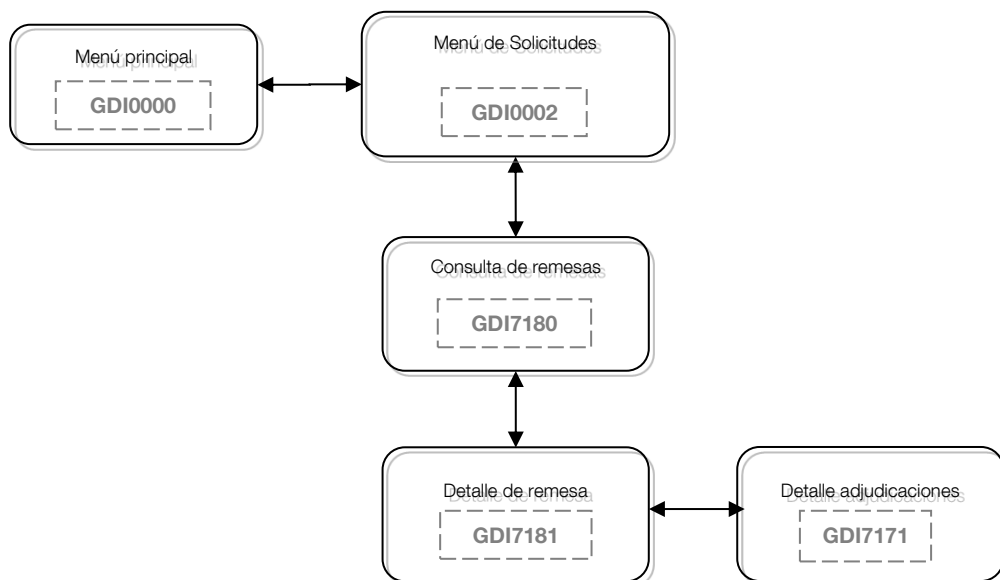 Menú principal
GDI0000
Menú de Solicitudes
GDI0002
Consulta de remesas
GDI7180
Detalle de remesa
GDI7181
Detalle adjudicaciones
GDI7171